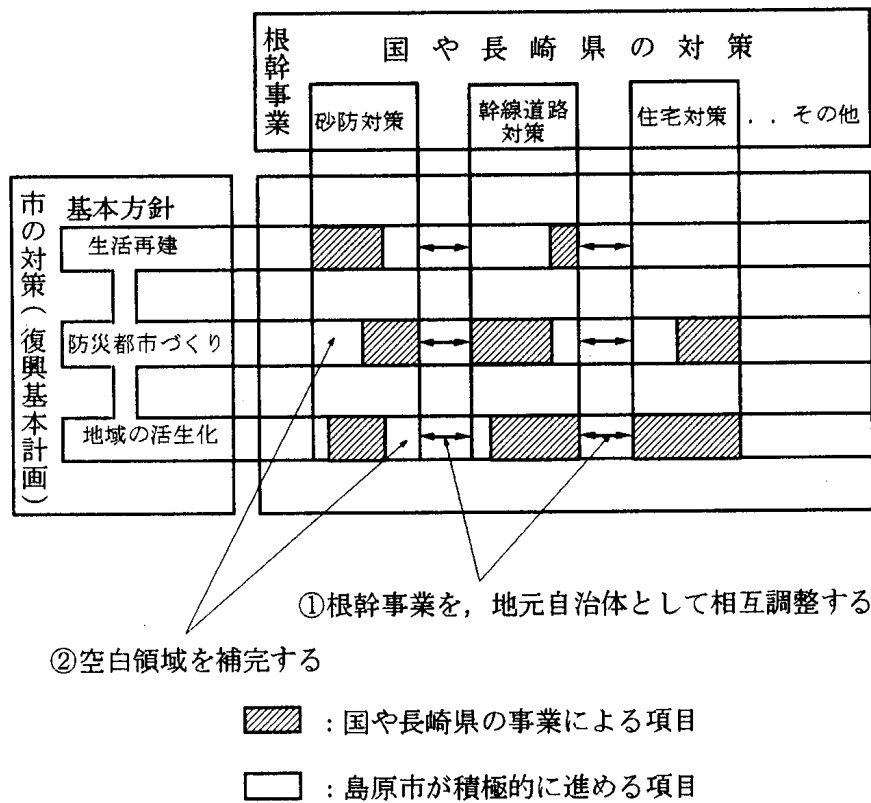 根幹事業
国や長崎県の対策
砂防対策
幹線道路
対策
住宅対策
．．その他
市の対策（復興基本計画）
基本方針
生活再建
防災都市づくり
地域の活生化
①根幹事業を，地元自治体として相互調整する
②空白領域を補完する
：国や長崎県の事業による項目
：島原市が積極的に進める項目